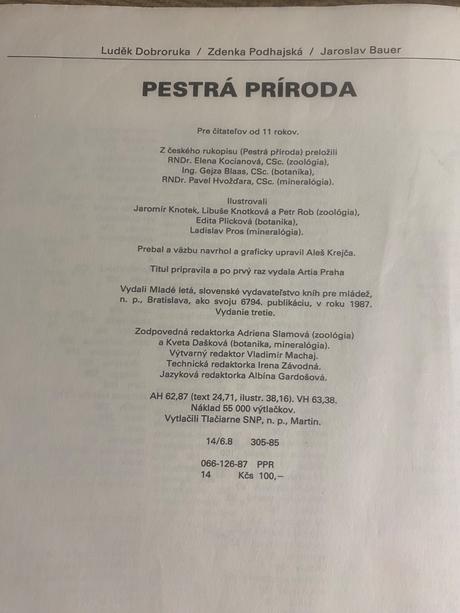 Luděk Dobroruka / Zdenka Podhajská / Jaroslav Bauer
PESTRÁ PRÍRODA
Pre čitateľov od 11 rokov.
Z českého rukopisu (Pestrá příroda) preložili
RNDr. Elena Kocianová, CSc. (zoológia),
Ing. Gejza Blaas, CSc. (botanika),
RNDr. Pavel Hvožďara, CSc. (mineralógia).
Ilustrovali
Jaromír Knotek, Libuše Knotková a Petr Rob (zoológia),
Edita Plicková (botanika),
Ladislav Pros (mineralógia).
Prebal a väzbu navrhol a graficky upravil Aleš Krejča.
Titul pripravila a po prvý raz vydala Artia Praha
Vydali Mladé letá, slovenské vydavateľstvo kníh pre mládež,
n. p., Bratislava, ako svoju 6794. publikáciu, v roku 1987.
Vydanie tretie.
Zodpovedná redaktorka Adriena Slamová (zoológia)
a Kveta Dašková (botanika, mineralógia).
Výtvarný redaktor Vladimír Machaj.
Technická redaktorka Irena Závodná.
Jazyková redaktorka Albína Gardošová.
AH 62,87 (text 24,71, ilustr. 38,16). VH 63,38.
Náklad 55 000 výtlačkov.
Vytlačili Tlačiarne SNP, n. p., Martin.
14/6.8 305-85
066-126-87 PPR
14 Kčs 100,—